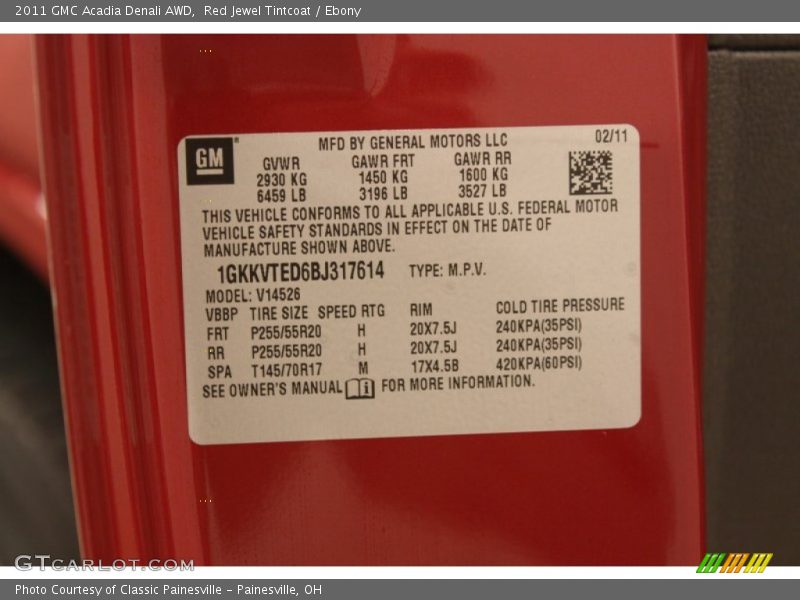 2011 GMC Acadia Denali AWD, Red Jewel Tintcoat / Ebony
GM
MFD BY GENERAL MOTORS LLC 02/11
GVWR GAWR FRT GAWR RR
2930 KG 1450 KG 1600 KG
6459 LB 3196 LB 3527 LB
THIS VEHICLE CONFORMS TO ALL APPLICABLE U.S. FEDERAL MOTOR
VEHICLE SAFETY STANDARDS IN EFFECT ON THE DATE OF
MANUFACTURE SHOWN ABOVE.
1GKKVTED6BJ317614 TYPE: M.P.V.
MODEL: V14526
VBBP TIRE SIZE SPEED RTG RIM COLD TIRE PRESSURE
FRT P255/55R20 H 20X7.5J 240KPA(35PSI)
RR P255/55R20 H 20X7.5J 240KPA(35PSI)
SPA T145/70R17 M 17X4.5B 420KPA(60PSI)
SEE OWNER'S MANUAL i FOR MORE INFORMATION.
GTCARLOT.COM
Photo Courtesy of Classic Painesville - Painesville, OH